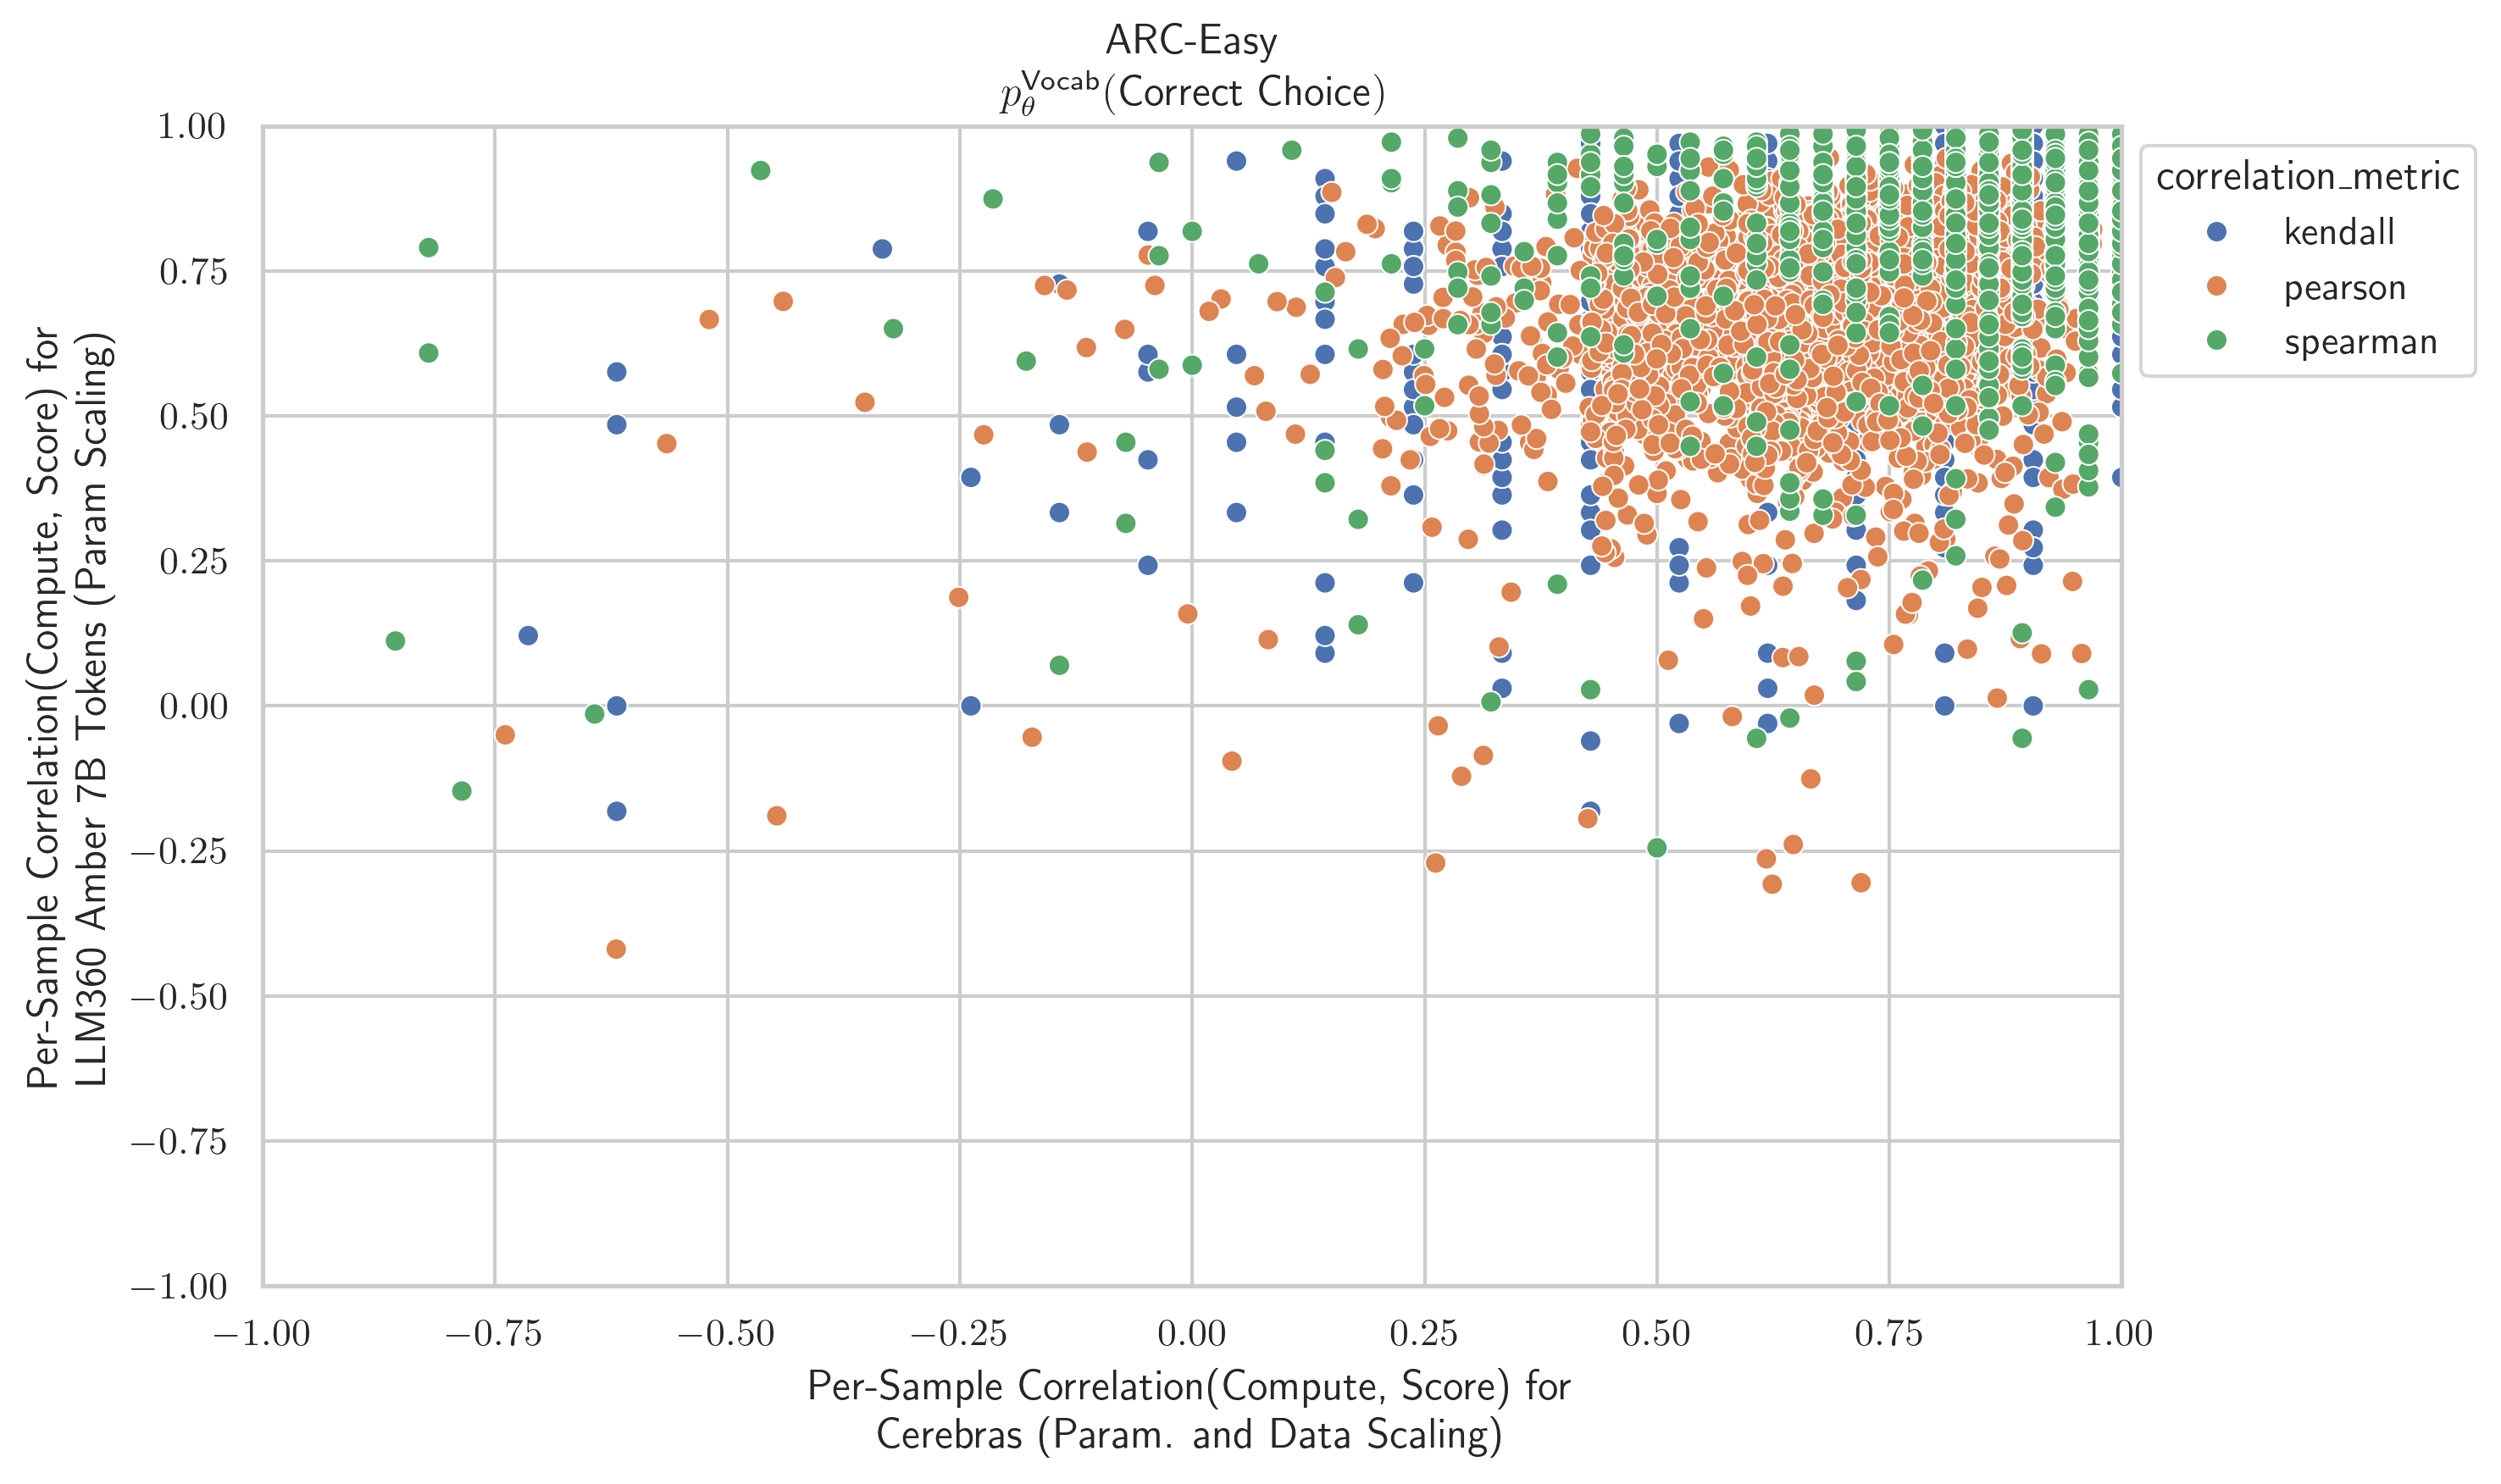 ARC-Easy
p_θ^Vocab(Correct Choice)
Per-Sample Correlation(Compute, Score) for
LLM360 Amber 7B Tokens (Param Scaling)
1.00
0.75
0.50
0.25
0.00
−0.25
−0.50
−0.75
−1.00
−1.00 −0.75 −0.50 −0.25 0.00 0.25 0.50 0.75 1.00
Per-Sample Correlation(Compute, Score) for
Cerebras (Param. and Data Scaling)
correlation_metric
kendall
pearson
spearman